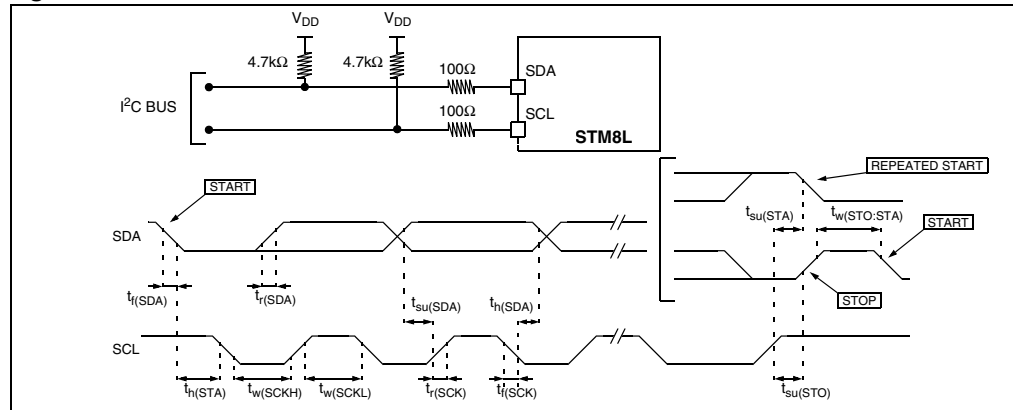 VDD VDD
4.7kΩ 4.7kΩ
100Ω
SDA
I²C BUS
100Ω
SCL
STM8L
REPEATED START
START
tsu(STA) tw(STO:STA)
START
SDA
tf(SDA) tr(SDA)
tsu(SDA) th(SDA)
STOP
SCL
th(STA) tw(SCKH) tw(SCKL) tr(SCK) tf(SCK) tsu(STO)